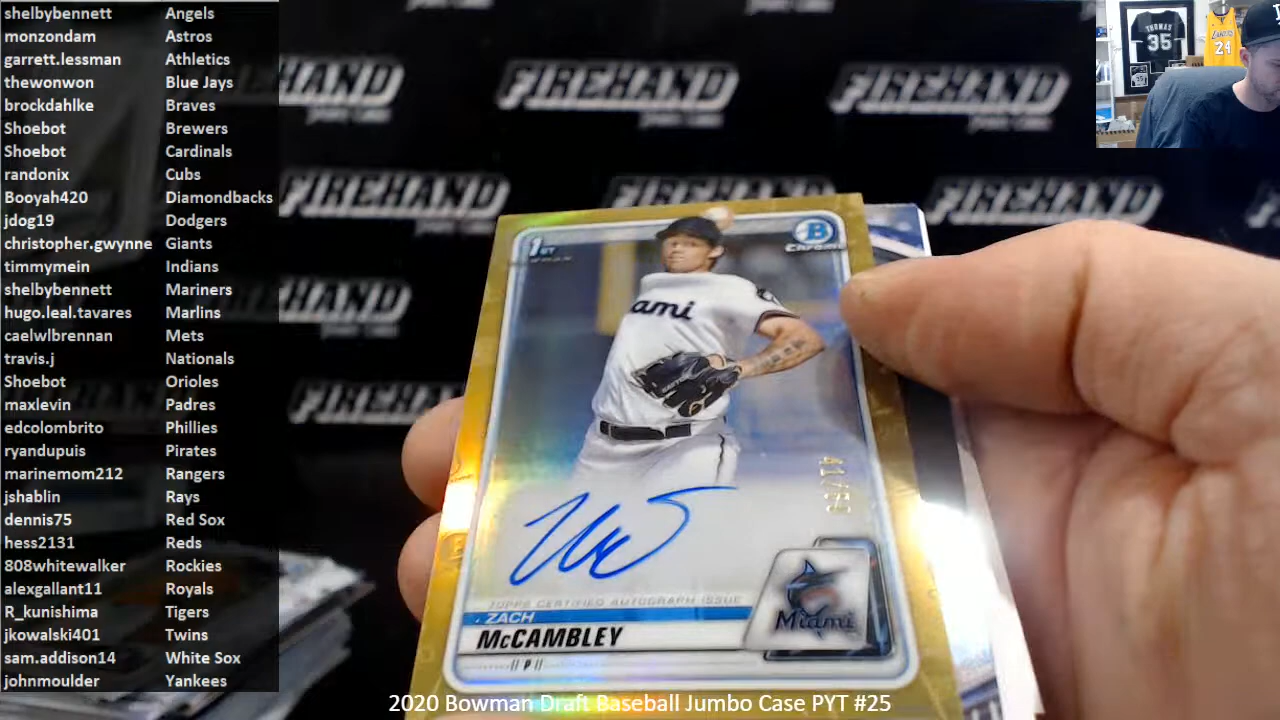 shelbybennett Angels
monzondam Astros
garrett.lessman Athletics
thewonwon Blue Jays
brockdahlke Braves
Shoebot Brewers
Shoebot Cardinals
randonix Cubs
Booyah420 Diamondbacks
jdog19 Dodgers
christopher.gwynne Giants
timmymein Indians
shelbybennett Mariners
hugo.leal.tavares Marlins
caelwlbrennan Mets
travis.j Nationals
Shoebot Orioles
maxlevin Padres
edcolombrito Phillies
ryandupuis Pirates
marinemom212 Rangers
jshablin Rays
dennis75 Red Sox
hess2131 Reds
808whitewalker Rockies
alexgallant11 Royals
R_kunishima Tigers
jkowalski401 Twins
sam.addison14 White Sox
johnmoulder Yankees
FIREHAND FIREHAND
FIREHAND FIREHAND FIREHAND
THOMAS
35
LAKERS
24
1ST
B
CHROME
ami
TOPPS CERTIFIED AUTOGRAPH ISSUE
ZACH
McCAMBLEY
// P //
Miami
2020 Bowman Draft Baseball Jumbo Case PYT #25